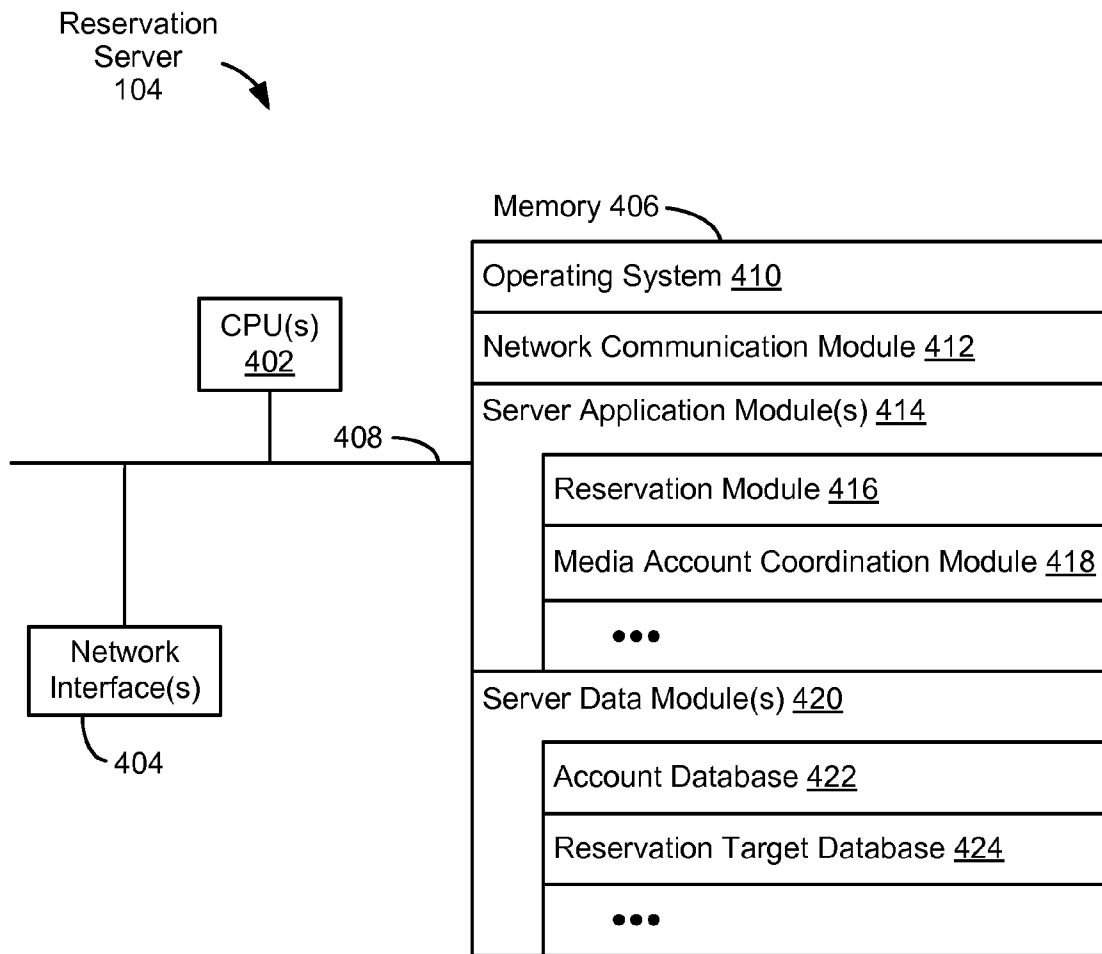 Reservation
Server
104
Memory 406
Operating System 410
CPU(s)
402
Network Communication Module 412
Server Application Module(s) 414
408
Reservation Module 416
Media Account Coordination Module 418
•••
Network
Interface(s)
404
Server Data Module(s) 420
Account Database 422
Reservation Target Database 424
•••